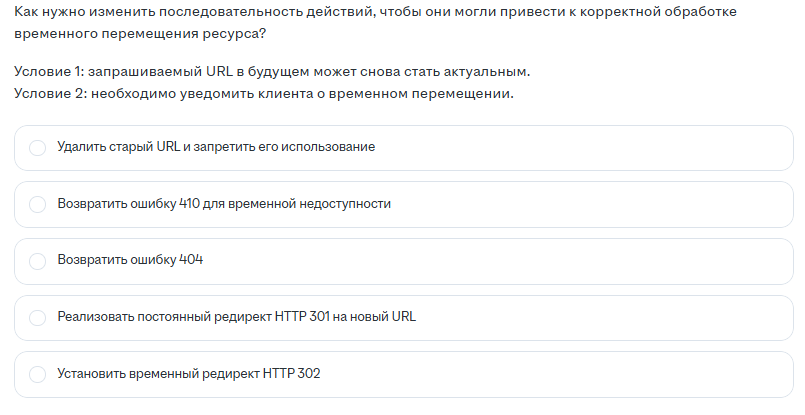 Как нужно изменить последовательность действий, чтобы они могли привести к корректной обработке
временного перемещения ресурса?
Условие 1: запрашиваемый URL в будущем может снова стать актуальным.
Условие 2: необходимо уведомить клиента о временном перемещении.
Удалить старый URL и запретить его использование
Возвратить ошибку 410 для временной недоступности
Возвратить ошибку 404
Реализовать постоянный редирект HTTP 301 на новый URL
Установить временный редирект HTTP 302